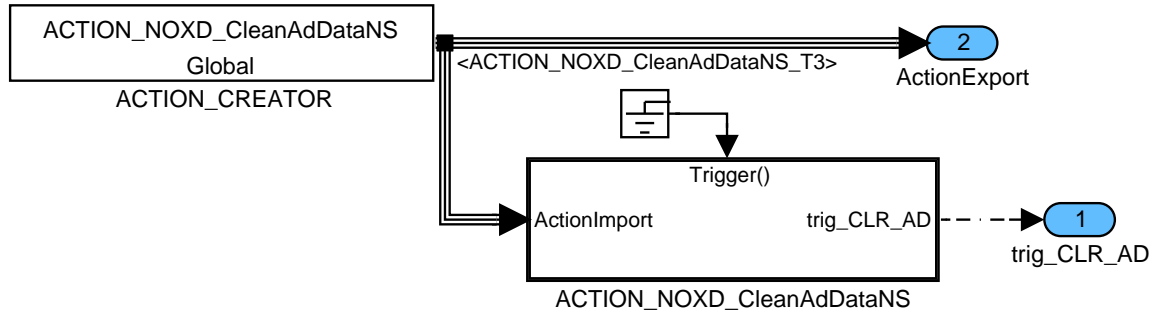 ACTION_NOXD_CleanAdDataNS
Global
ACTION_CREATOR
<ACTION_NOXD_CleanAdDataNS_T3>
2
ActionExport
Trigger()
ActionImport
trig_CLR_AD
1
trig_CLR_AD
ACTION_NOXD_CleanAdDataNS